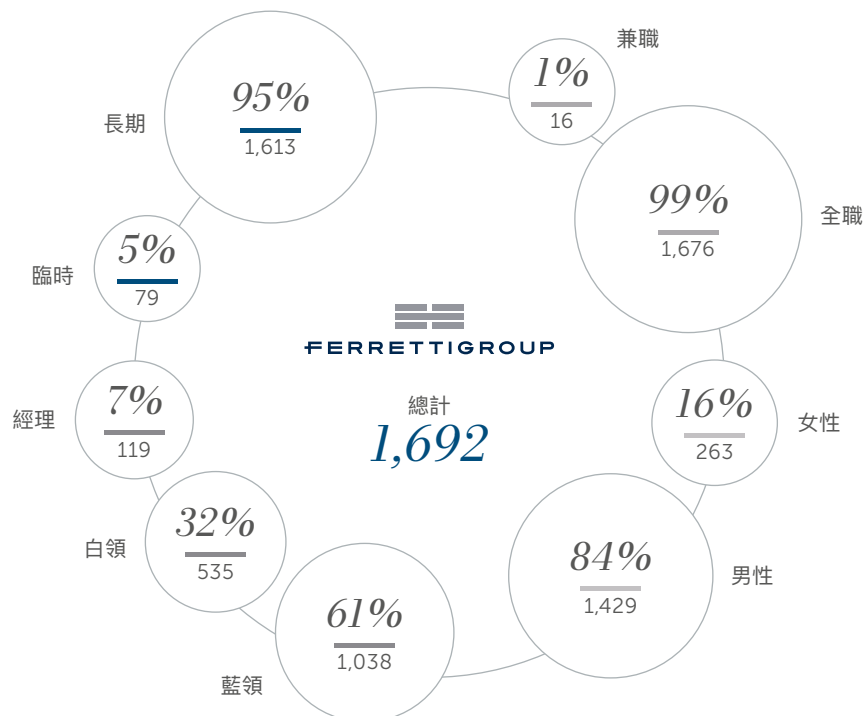 兼職
1%
16
95%
1,613
長期
99%
1,676
全職
5%
79
臨時
FERRETTIGROUP
總計
1,692
7%
119
經理
16%
263
女性
32%
535
白領
84%
1,429
男性
61%
1,038
藍領